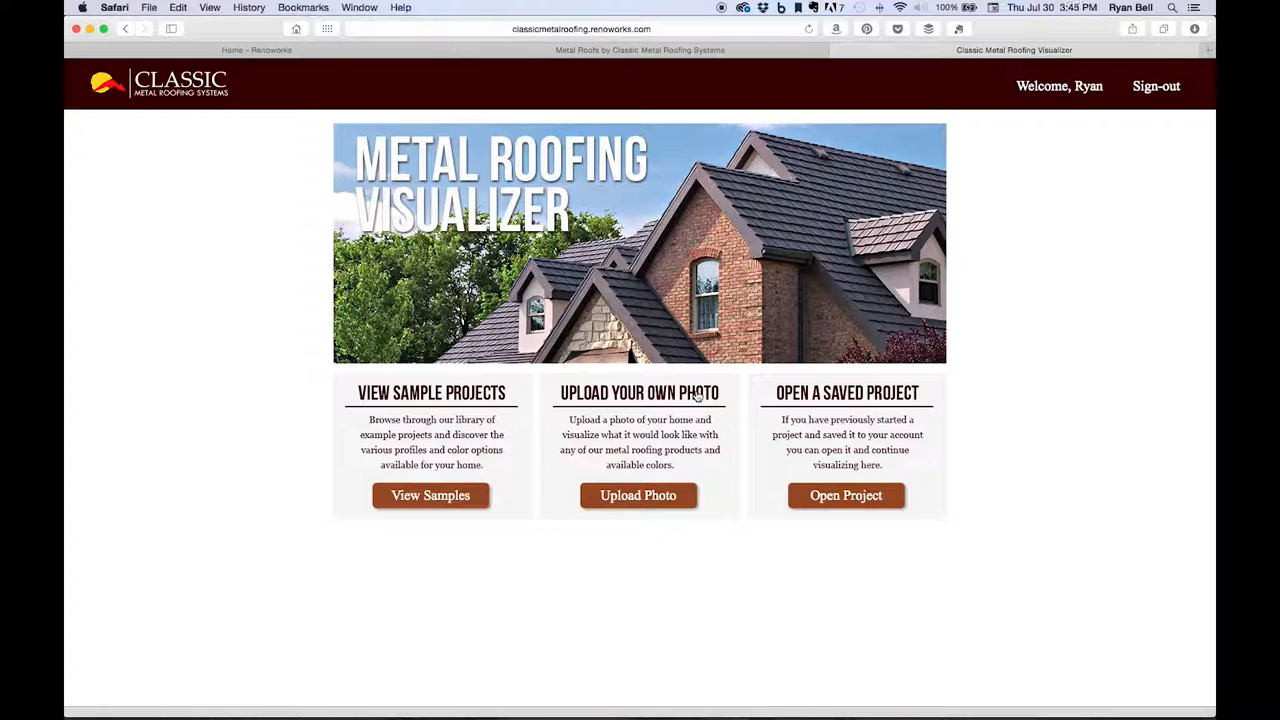 Safari File Edit View History Bookmarks Window Help 7 100% Thu Jul 30 3:45 PM Ryan Bell
classicmetalroofing.renoworks.com
Home – Renoworks Metal Roofs by Classic Metal Roofing Systems Classic Metal Roofing Visualizer
CLASSIC
METAL ROOFING SYSTEMS
Welcome, Ryan Sign-out
METAL ROOFING
VISUALIZER
VIEW SAMPLE PROJECTS
Browse through our library of
example projects and discover the
various profiles and color options
available for your home.
View Samples
UPLOAD YOUR OWN PHOTO
Upload a photo of your home and
visualize what it would look like with
any of our metal roofing products and
available colors.
Upload Photo
OPEN A SAVED PROJECT
If you have previously started a
project and saved it to your account
you can open it and continue
visualizing here.
Open Project